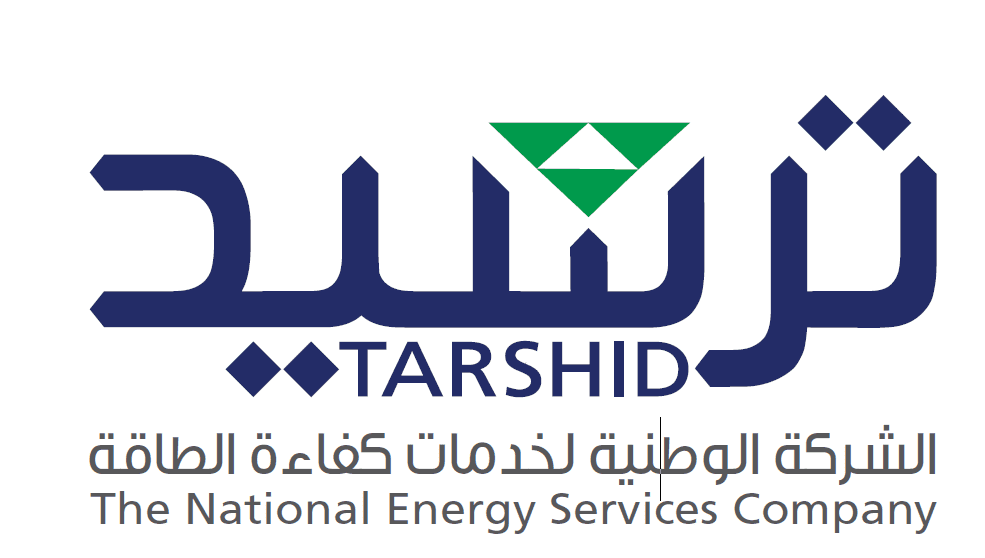 ترشيد
TARSHID
الشركة الوطنية لخدمات كفاءة الطاقة
The National Energy Services Company